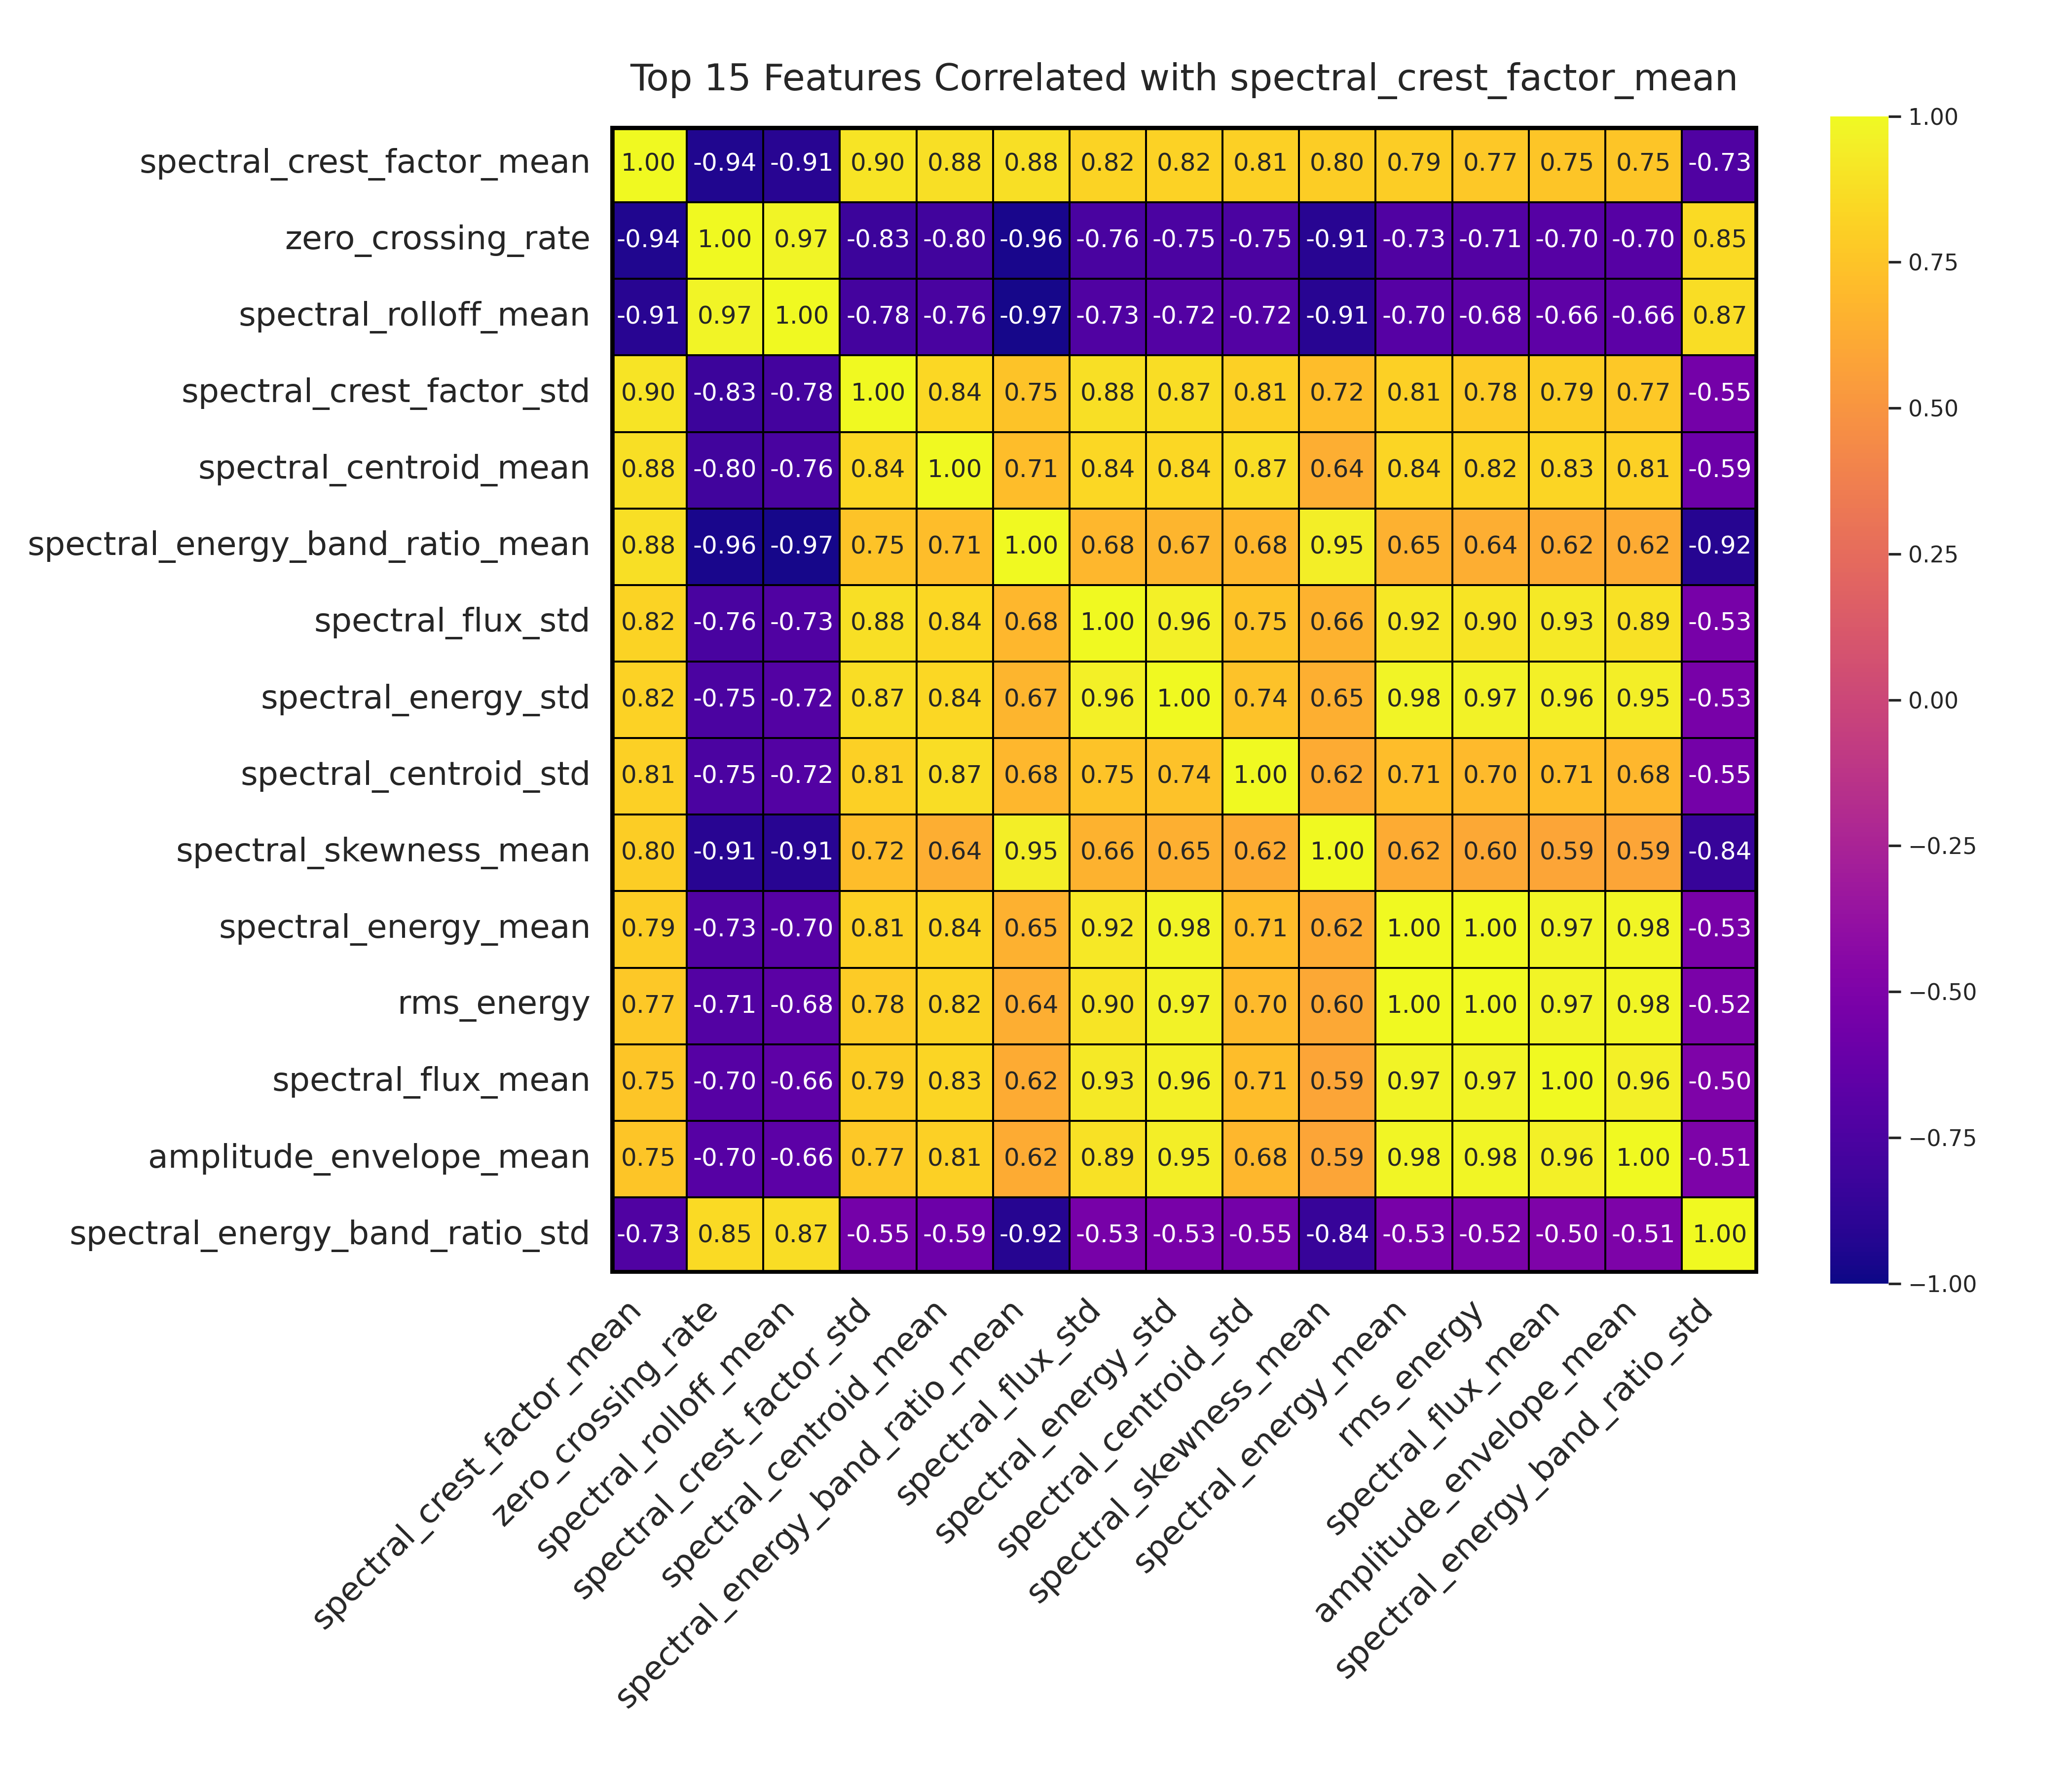 Top 15 Features Correlated with spectral_crest_factor_mean
spectral_crest_factor_mean 1.00 -0.94 -0.91 0.90 0.88 0.88 0.82 0.82 0.81 0.80 0.79 0.77 0.75 0.75 -0.73
zero_crossing_rate -0.94 1.00 0.97 -0.83 -0.80 -0.96 -0.76 -0.75 -0.75 -0.91 -0.73 -0.71 -0.70 -0.70 0.85
spectral_rolloff_mean -0.91 0.97 1.00 -0.78 -0.76 -0.97 -0.73 -0.72 -0.72 -0.91 -0.70 -0.68 -0.66 -0.66 0.87
spectral_crest_factor_std 0.90 -0.83 -0.78 1.00 0.84 0.75 0.88 0.87 0.81 0.72 0.81 0.78 0.79 0.77 -0.55
spectral_centroid_mean 0.88 -0.80 -0.76 0.84 1.00 0.71 0.84 0.84 0.87 0.64 0.84 0.82 0.83 0.81 -0.59
spectral_energy_band_ratio_mean 0.88 -0.96 -0.97 0.75 0.71 1.00 0.68 0.67 0.68 0.95 0.65 0.64 0.62 0.62 -0.92
spectral_flux_std 0.82 -0.76 -0.73 0.88 0.84 0.68 1.00 0.96 0.75 0.66 0.92 0.90 0.93 0.89 -0.53
spectral_energy_std 0.82 -0.75 -0.72 0.87 0.84 0.67 0.96 1.00 0.74 0.65 0.98 0.97 0.96 0.95 -0.53
spectral_centroid_std 0.81 -0.75 -0.72 0.81 0.87 0.68 0.75 0.74 1.00 0.62 0.71 0.70 0.71 0.68 -0.55
spectral_skewness_mean 0.80 -0.91 -0.91 0.72 0.64 0.95 0.66 0.65 0.62 1.00 0.62 0.60 0.59 0.59 -0.84
spectral_energy_mean 0.79 -0.73 -0.70 0.81 0.84 0.65 0.92 0.98 0.71 0.62 1.00 1.00 0.97 0.98 -0.53
rms_energy 0.77 -0.71 -0.68 0.78 0.82 0.64 0.90 0.97 0.70 0.60 1.00 1.00 0.97 0.98 -0.52
spectral_flux_mean 0.75 -0.70 -0.66 0.79 0.83 0.62 0.93 0.96 0.71 0.59 0.97 0.97 1.00 0.96 -0.50
amplitude_envelope_mean 0.75 -0.70 -0.66 0.77 0.81 0.62 0.89 0.95 0.68 0.59 0.98 0.98 0.96 1.00 -0.51
spectral_energy_band_ratio_std -0.73 0.85 0.87 -0.55 -0.59 -0.92 -0.53 -0.53 -0.55 -0.84 -0.53 -0.52 -0.50 -0.51 1.00
spectral_crest_factor_mean
zero_crossing_rate
spectral_rolloff_mean
spectral_crest_factor_std
spectral_centroid_mean
spectral_energy_band_ratio_mean
spectral_flux_std
spectral_energy_std
spectral_centroid_std
spectral_skewness_mean
spectral_energy_mean
rms_energy
spectral_flux_mean
amplitude_envelope_mean
spectral_energy_band_ratio_std
1.00
0.75
0.50
0.25
0.00
−0.25
−0.50
−0.75
−1.00